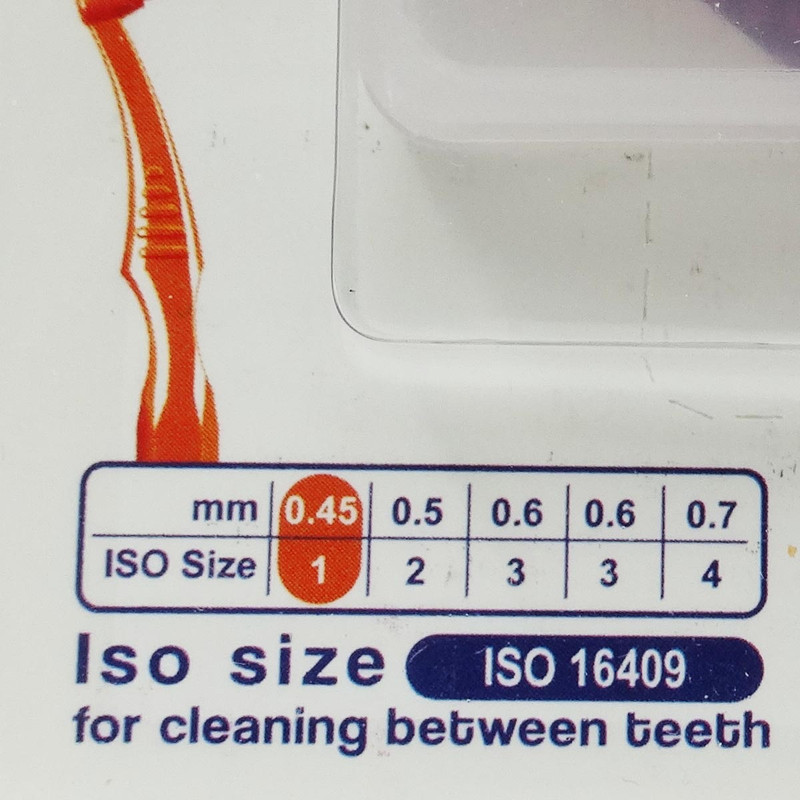 mm 0.45 0.5 0.6 0.6 0.7
ISO Size 1 2 3 3 4
Iso size ISO 16409
for cleaning between teeth